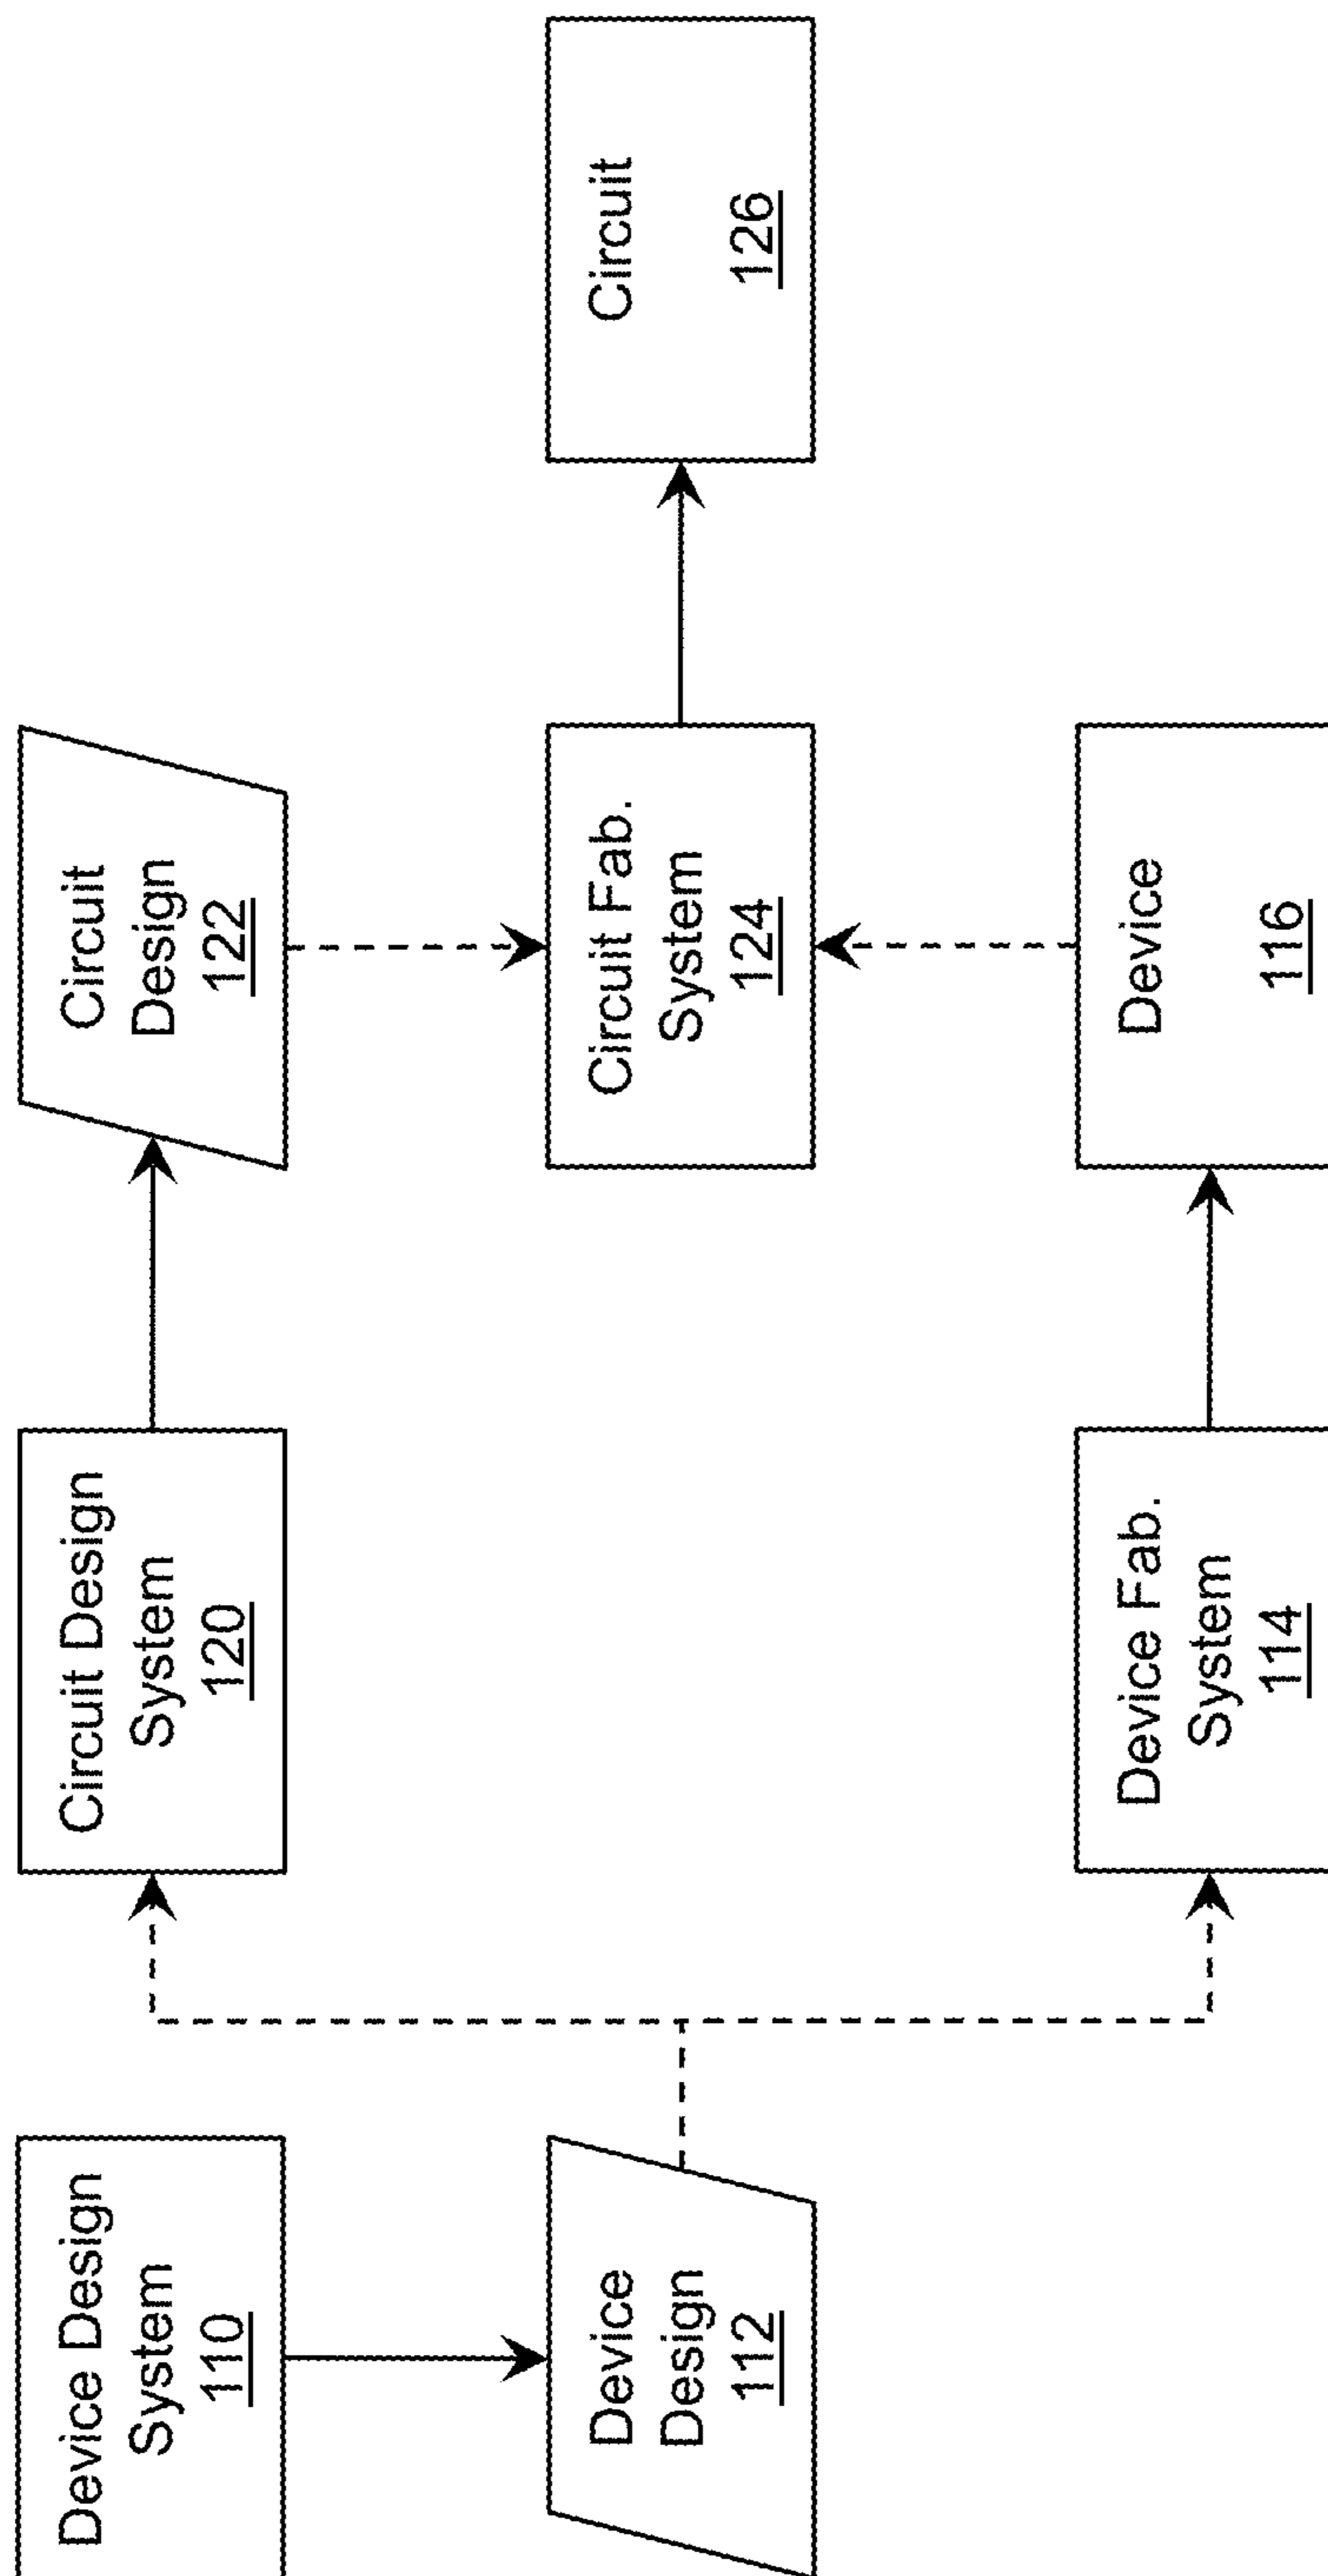 Device Design
System
110
Circuit Design
System
120
Circuit
Design
122
Device
Design
112
Circuit Fab.
System
124
Circuit
126
Device Fab.
System
114
Device
116